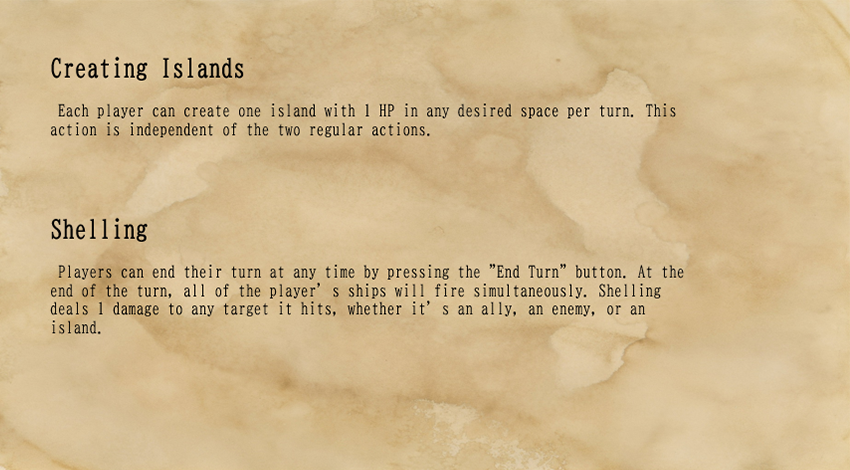 Creating Islands
Each player can create one island with 1 HP in any desired space per turn. This
action is independent of the two regular actions.
Shelling
Players can end their turn at any time by pressing the ”End Turn” button. At the
end of the turn, all of the player’s ships will fire simultaneously. Shelling
deals 1 damage to any target it hits, whether it’s an ally, an enemy, or an
island.